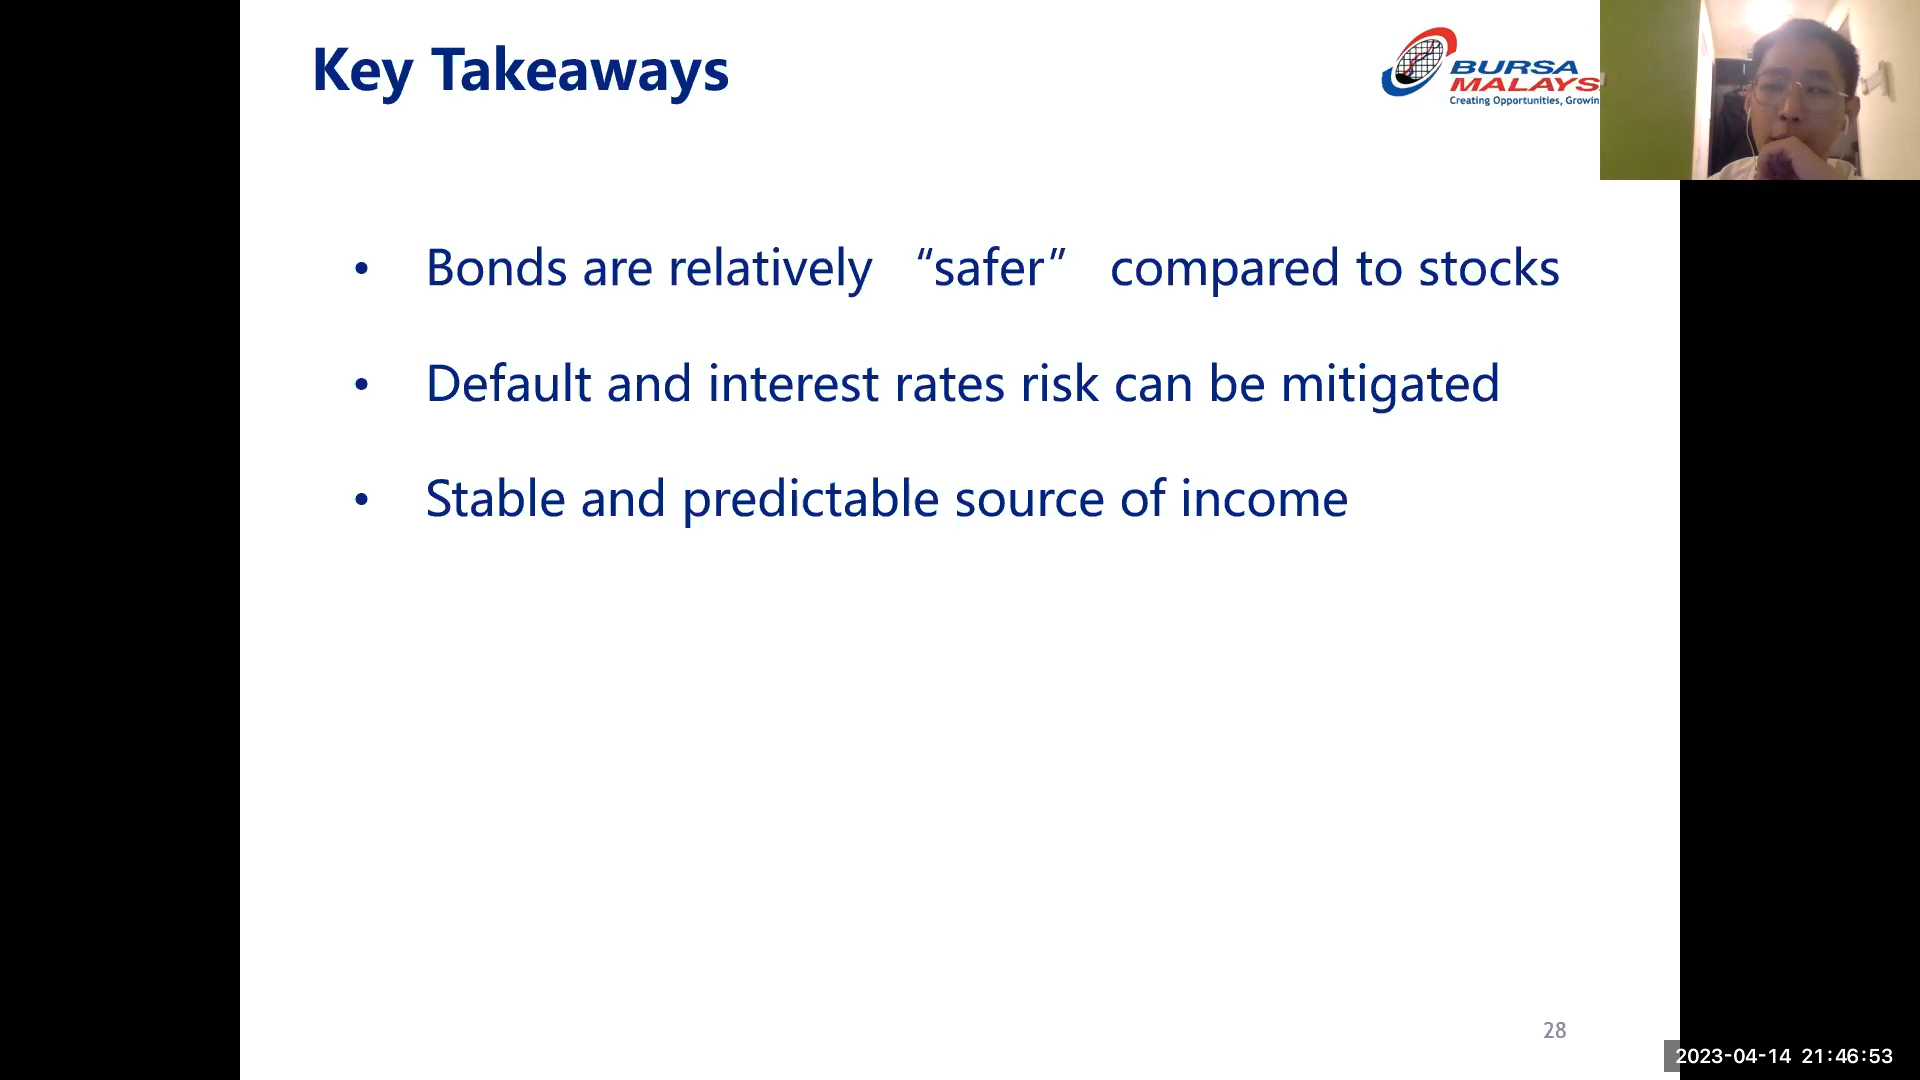 Key Takeaways
BURSA
MALAYS
Creating Opportunities, Growin
• Bonds are relatively “safer” compared to stocks
• Default and interest rates risk can be mitigated
• Stable and predictable source of income
28
2023-04-14 21:46:53